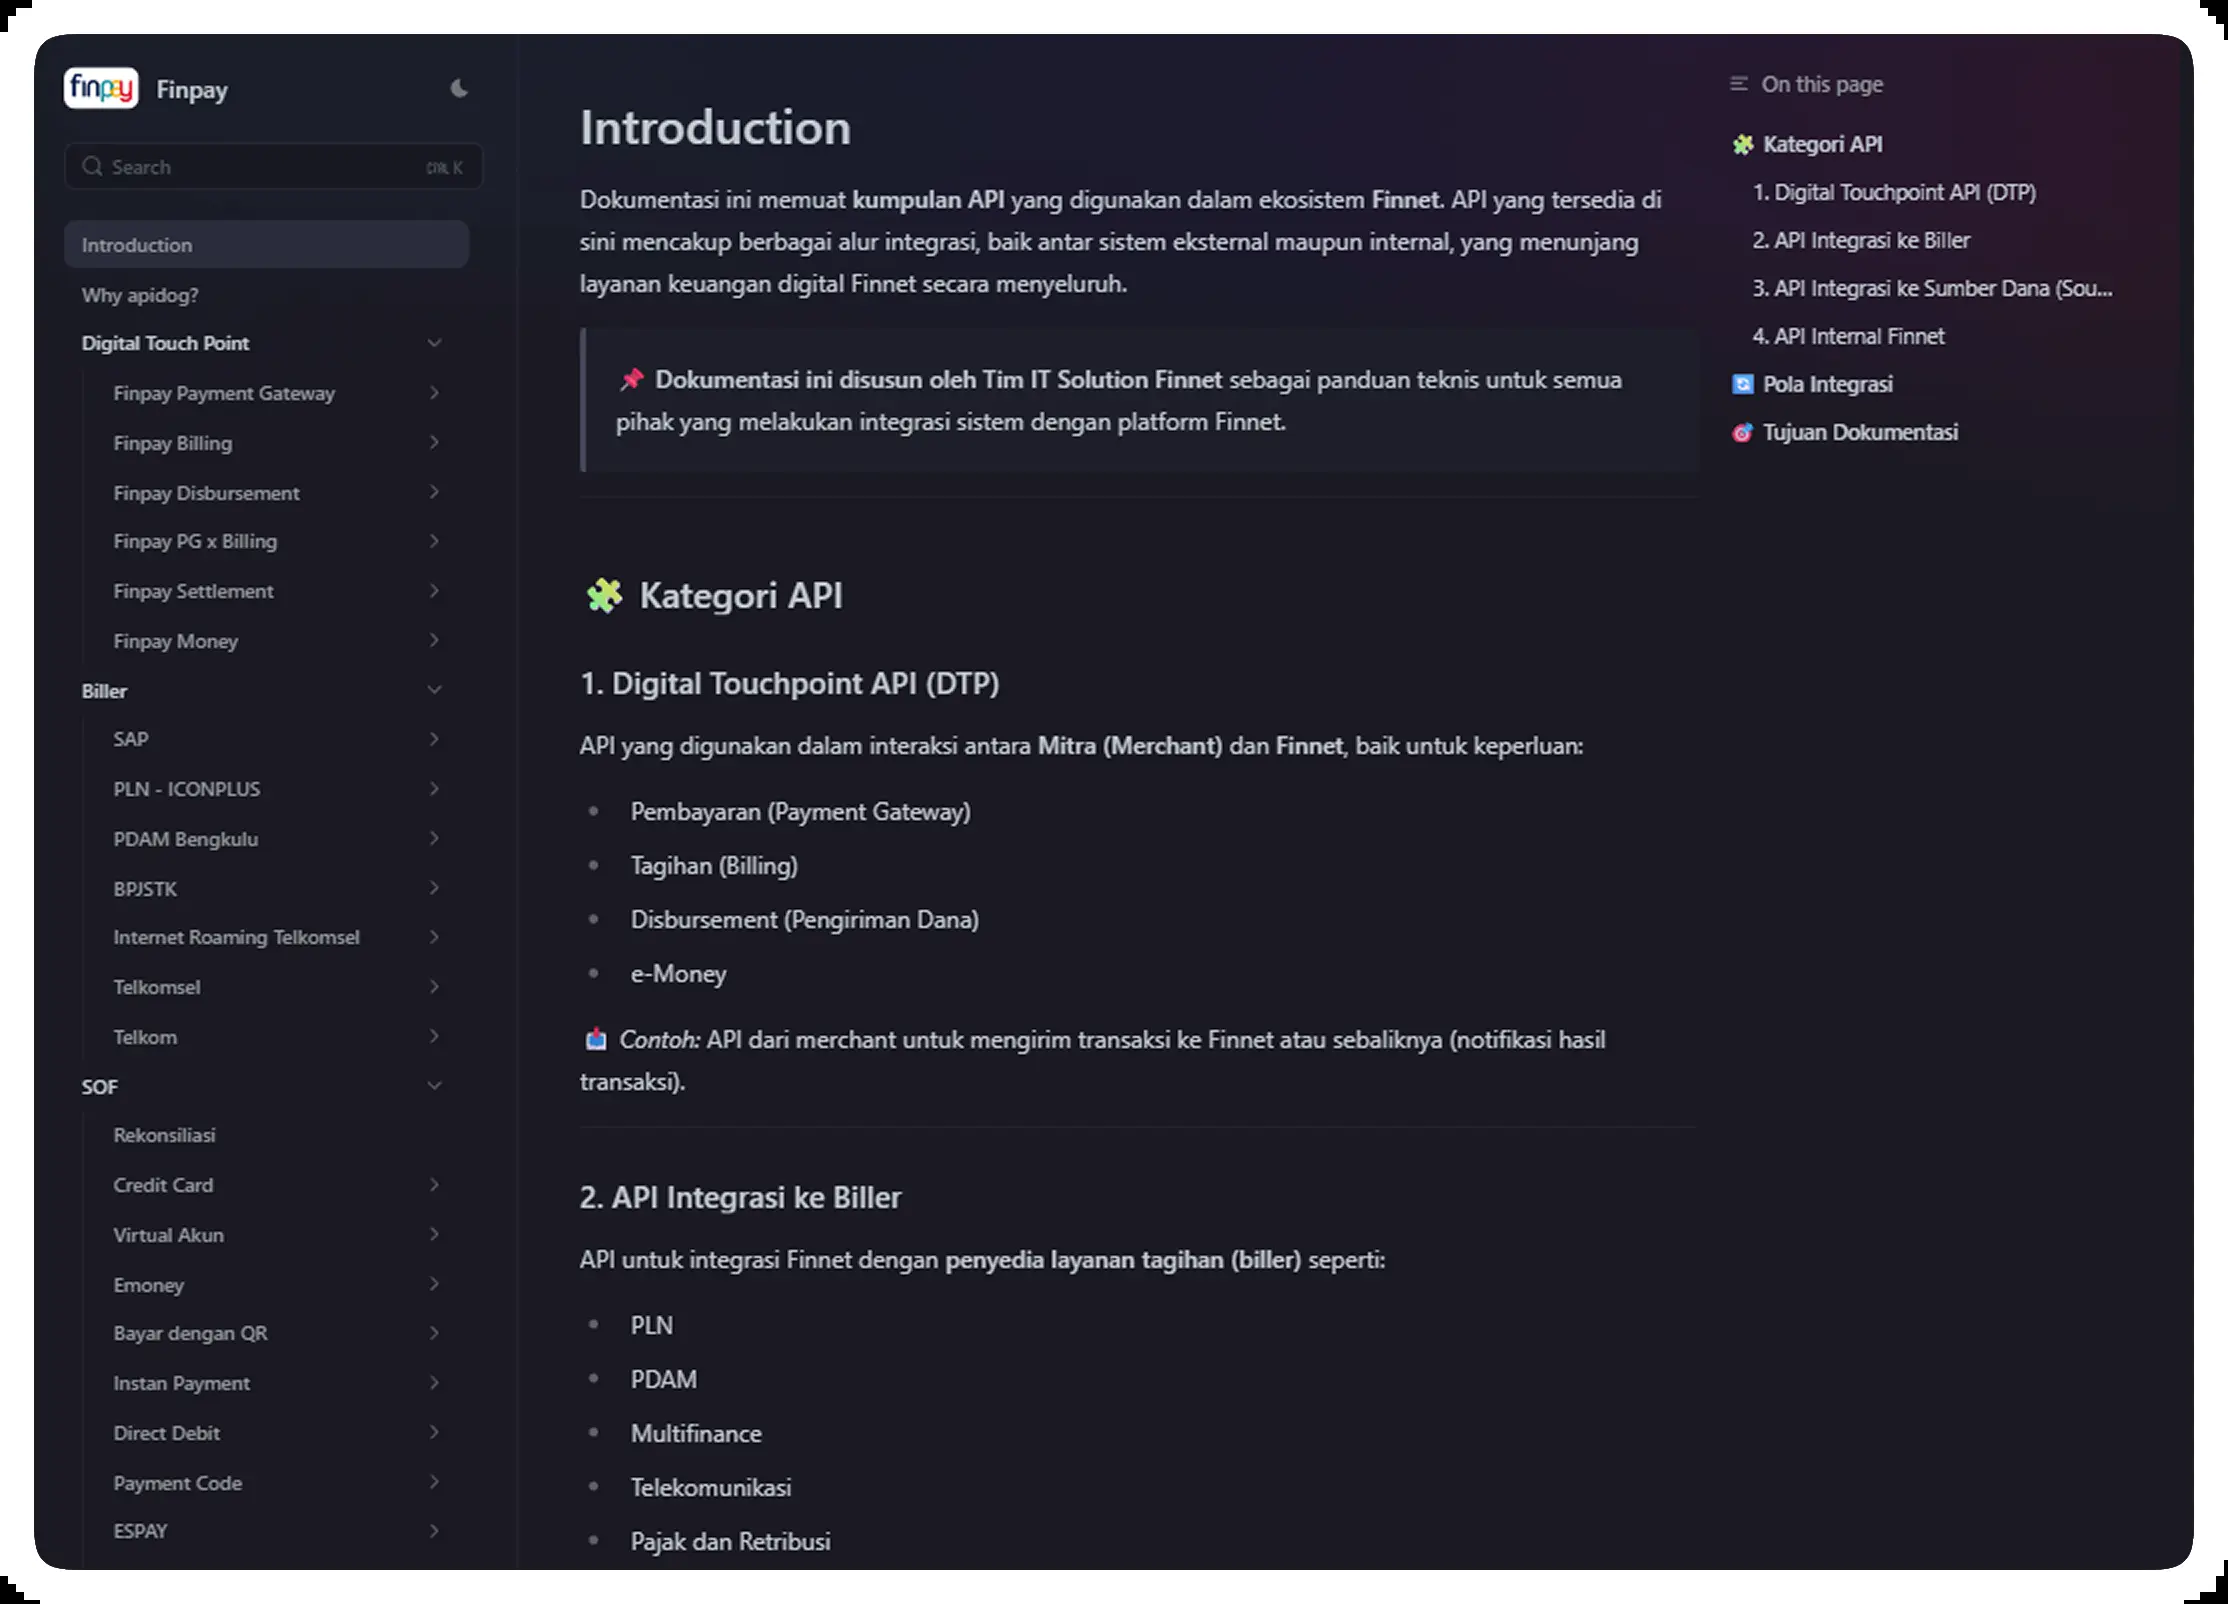 finpay Finpay
Search CTRL K
Introduction
Why apidog?
Digital Touch Point
Finpay Payment Gateway
Finpay Billing
Finpay Disbursement
Finpay PG x Billing
Finpay Settlement
Finpay Money
Biller
SAP
PLN - ICONPLUS
PDAM Bengkulu
BPJSTK
Internet Roaming Telkomsel
Telkomsel
Telkom
SOF
Rekonsiliasi
Credit Card
Virtual Akun
Emoney
Bayar dengan QR
Instan Payment
Direct Debit
Payment Code
ESPAY
Introduction
Dokumentasi ini memuat kumpulan API yang digunakan dalam ekosistem Finnet. API yang tersedia di
sini mencakup berbagai alur integrasi, baik antar sistem eksternal maupun internal, yang menunjang
layanan keuangan digital Finnet secara menyeluruh.
📌 Dokumentasi ini disusun oleh Tim IT Solution Finnet sebagai panduan teknis untuk semua
pihak yang melakukan integrasi sistem dengan platform Finnet.
🧩 Kategori API
1. Digital Touchpoint API (DTP)
API yang digunakan dalam interaksi antara Mitra (Merchant) dan Finnet, baik untuk keperluan:
• Pembayaran (Payment Gateway)
• Tagihan (Billing)
• Disbursement (Pengiriman Dana)
• e-Money
📥 Contoh: API dari merchant untuk mengirim transaksi ke Finnet atau sebaliknya (notifikasi hasil
transaksi).
2. API Integrasi ke Biller
API untuk integrasi Finnet dengan penyedia layanan tagihan (biller) seperti:
• PLN
• PDAM
• Multifinance
• Telekomunikasi
• Pajak dan Retribusi
On this page
🧩 Kategori API
1. Digital Touchpoint API (DTP)
2. API Integrasi ke Biller
3. API Integrasi ke Sumber Dana (Sou...
4. API Internal Finnet
🔄 Pola Integrasi
🎯 Tujuan Dokumentasi